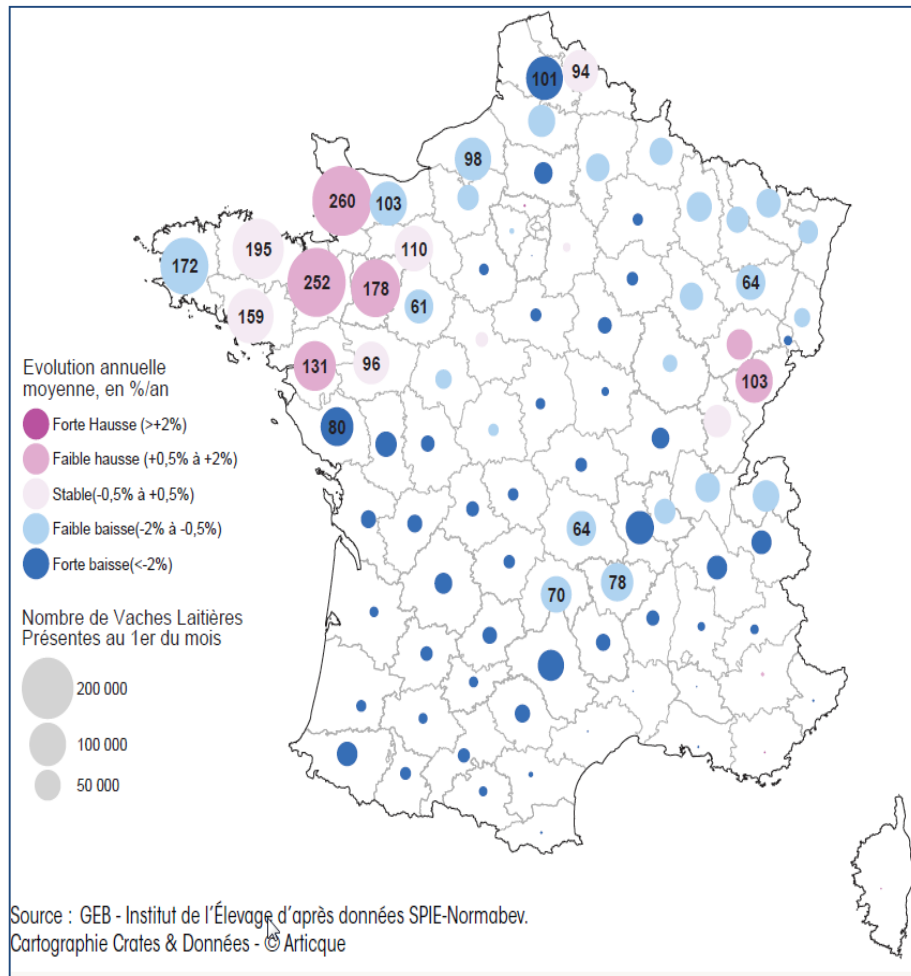 101
94
98
260
103
195
110
172
252
178
61
159
64
131
96
103
80
64
78
70
Evolution annuelle
moyenne, en %/an
Forte Hausse (>+2%)
Faible hausse (+0,5% à +2%)
Stable(-0,5% à +0,5%)
Faible baisse(-2% à -0,5%)
Forte baisse(<-2%)
Nombre de Vaches Laitières
Présentes au 1er du mois
200 000
100 000
50 000
Source : GEB - Institut de l'Élevage d'après données SPIE-Normabev.
Cartographie Crates & Données - © Articque